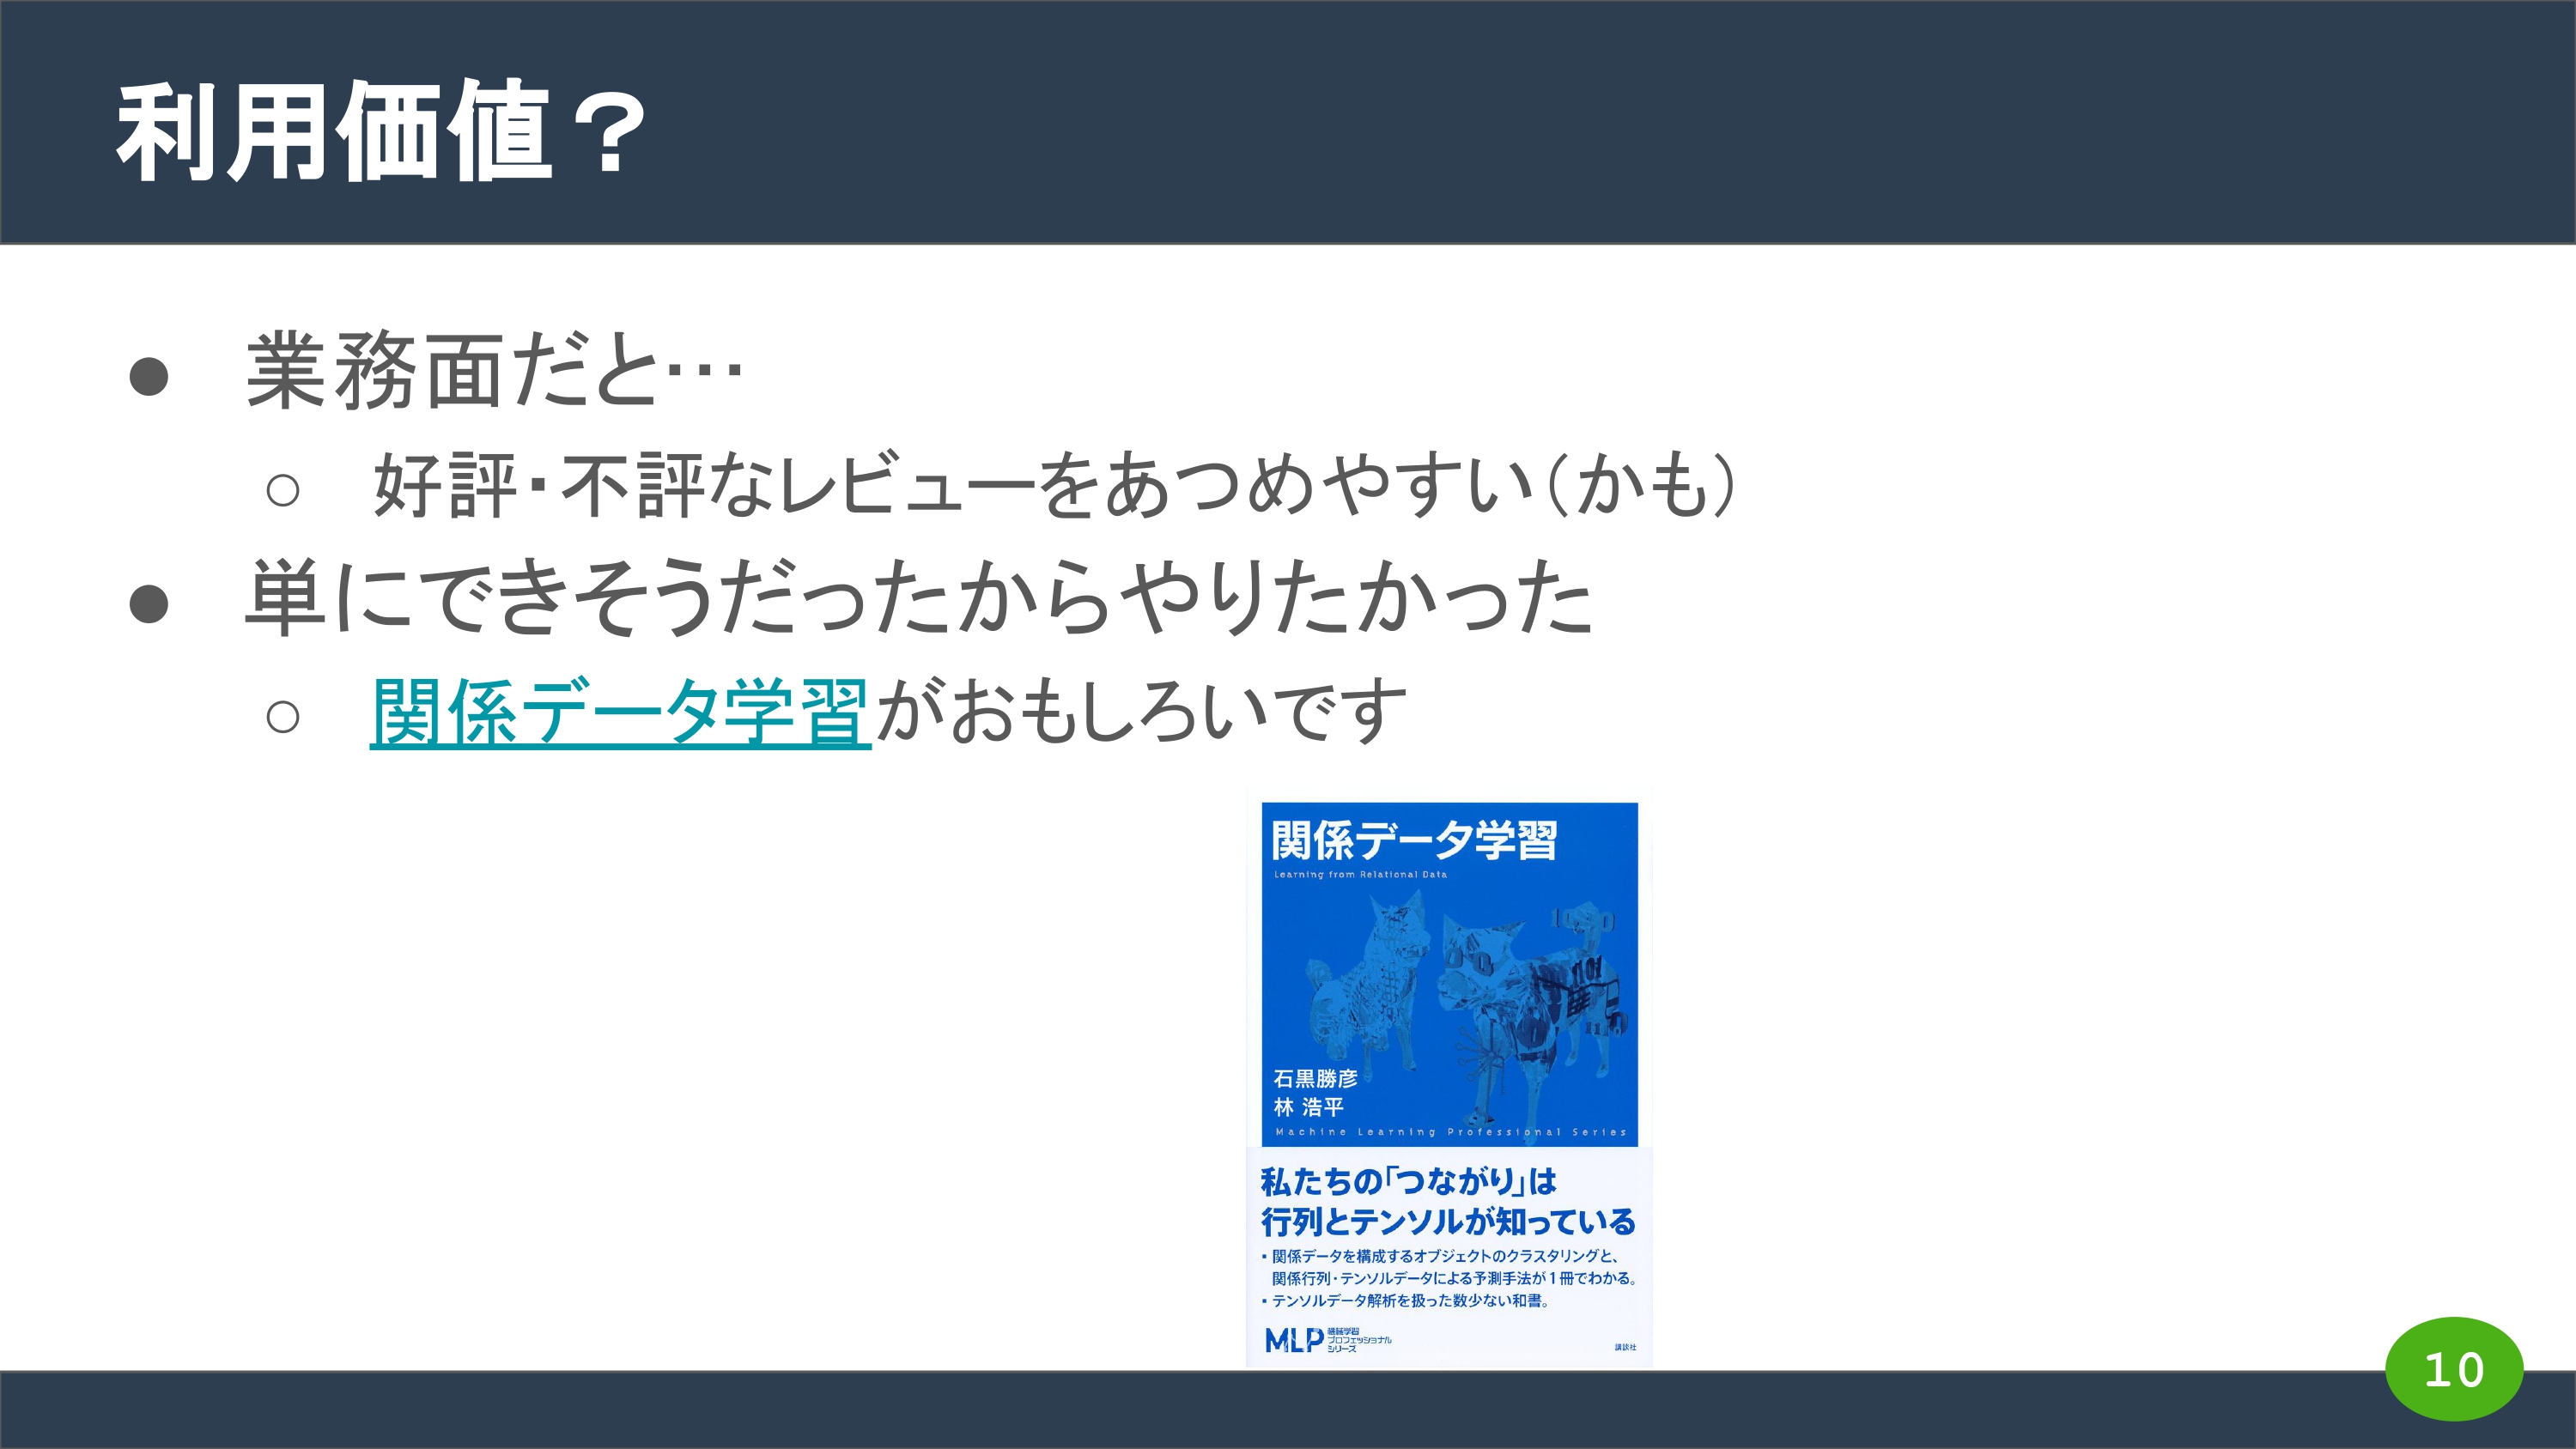 利用価値？
● 業務面だと…
○ 好評・不評なレビューをあつめやすい（かも）
● 単にできそうだったからやりたかった
○ 関係データ学習がおもしろいです
関係データ学習
Learning from Relational Data
石黒勝彦
林 浩平
Machine Learning Professional Series
私たちの「つながり」は
行列とテンソルが知っている
・関係データを構成するオブジェクトのクラスタリングと、
関係行列・テンソルデータによる予測手法が1冊でわかる。
・テンソルデータ解析を扱った数少ない和書。
MLP 機械学習
プロフェッショナル
シリーズ
講談社
10